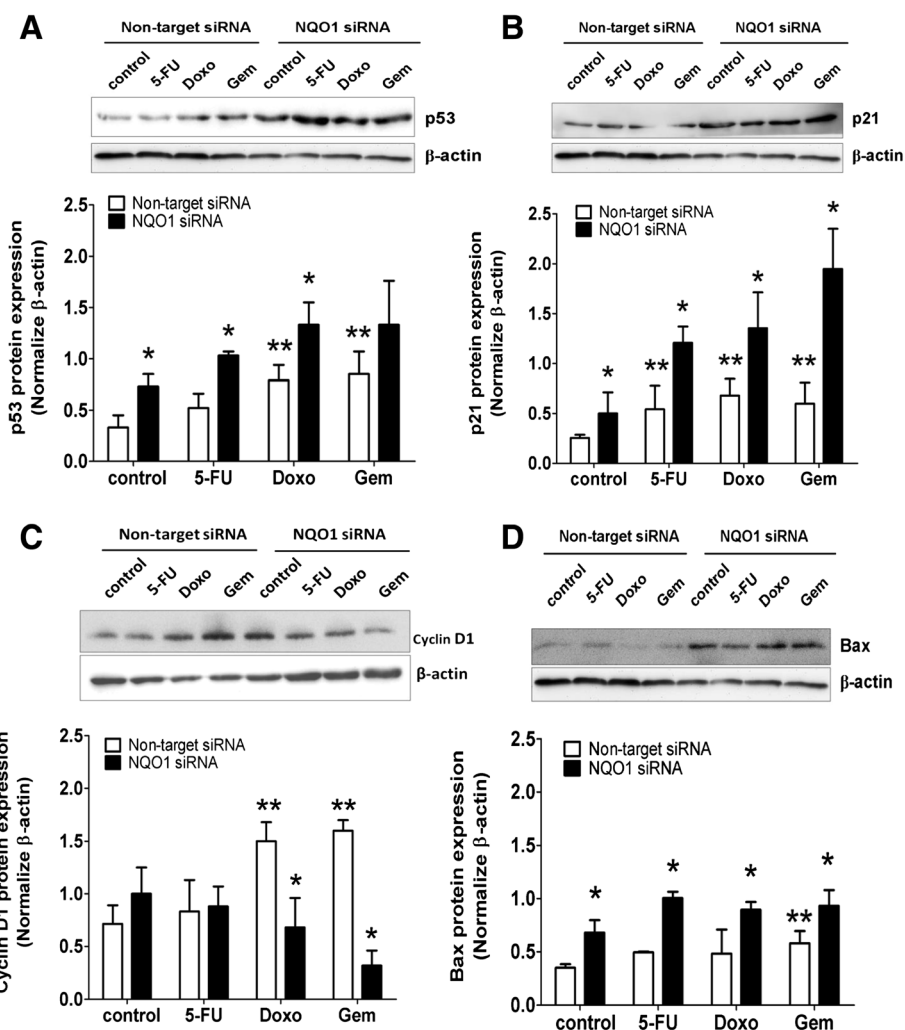 A
Non-target siRNA NQO1 siRNA
control 5-FU Doxo Gem control 5-FU Doxo Gem
p53
β-actin
2.5
2.0
1.5
1.0
0.5
0.0
p53 protein expression
(Normalize β-actin)
Non-target siRNA
NQO1 siRNA
* * ** * **
control 5-FU Doxo Gem
B
Non-target siRNA NQO1 siRNA
control 5-FU Doxo Gem control 5-FU Doxo Gem
p21
β-actin
2.5
2.0
1.5
1.0
0.5
0.0
p21 protein expression
(Normalize β-actin)
Non-target siRNA
NQO1 siRNA
* ** * ** * ** *
control 5-FU Doxo Gem
C
Non-target siRNA NQO1 siRNA
control 5-FU Doxo Gem control 5-FU Doxo Gem
Cyclin D1
β-actin
2.5
2.0
1.5
1.0
0.5
0.0
Cyclin D1 protein expression
(Normalize β-actin)
Non-target siRNA
NQO1 siRNA
** * ** *
control 5-FU Doxo Gem
D
Non-target siRNA NQO1 siRNA
control 5-FU Doxo Gem control 5-FU Doxo Gem
Bax
β-actin
2.5
2.0
1.5
1.0
0.5
0.0
Bax protein expression
(Normalize β-actin)
Non-target siRNA
NQO1 siRNA
* * * ** *
control 5-FU Doxo Gem